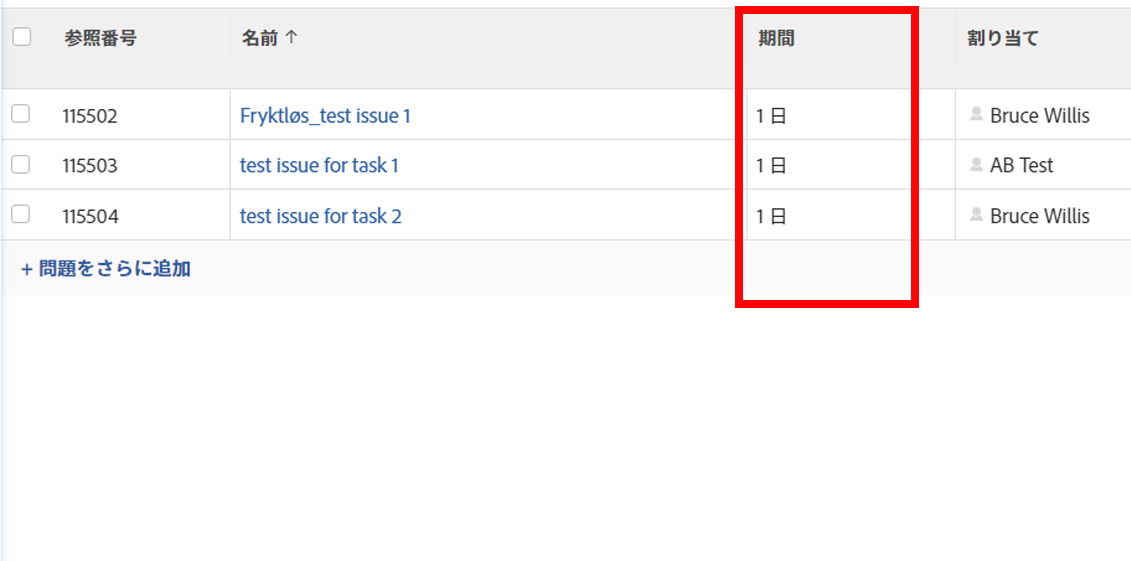 参照番号 名前 ↑ 期間 割り当て
115502 Fryktløs_test issue 1 1 日 Bruce Willis
115503 test issue for task 1 1 日 AB Test
115504 test issue for task 2 1 日 Bruce Willis
+ 問題をさらに追加